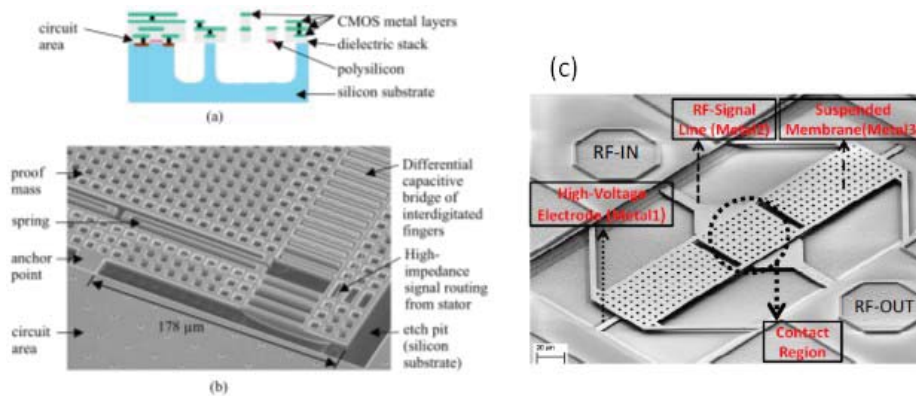 circuit
area
CMOS metal layers
dielectric stack
polysilicon
silicon substrate
(a)
proof
mass
spring
anchor
point
circuit
area
178 µm
Differential
capacitive
bridge of
interdigitated
fingers
High-
impedance
signal routing
from stator
etch pit
(silicon
substrate)
(b)
(c)
RF-Signal
Line (Metal2)
Suspended
Membrane(Metal3
RF-IN
High-Voltage
Electrode (Metal1)
RF-OUT
Contact
Region
20 µm